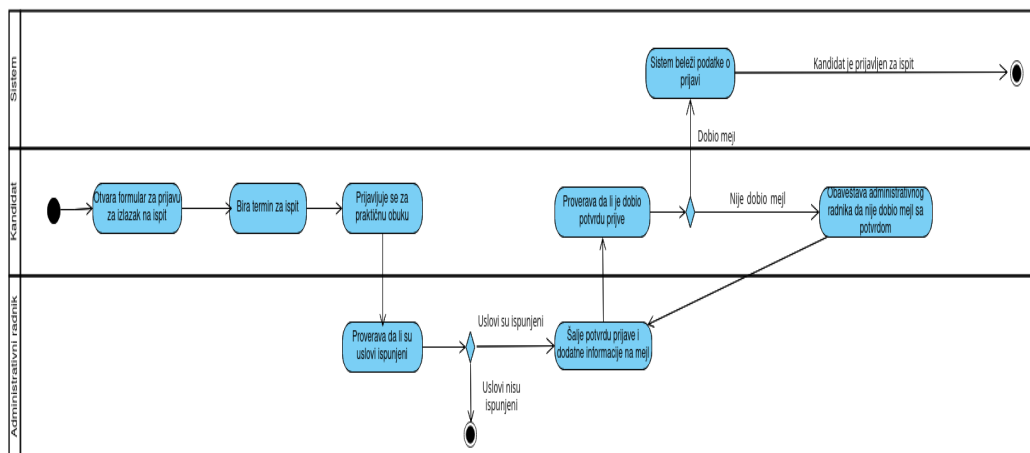 Sistem
Sistem beleži podatke o
prijavi
Kandidat je prijavljen za ispit
Dobio mejl
Kandidat
Otvara formular za prijavu
za izlazak na ispit
Bira termin za ispit
Prijavljuje se za
praktičnu obuku
Proverava da li je dobio
potvrdu prijve
Nije dobio mejl
Obaveštava administrativnog
radnika da nije dobio mejl sa
potvrdom
Administrativni radnik
Proverava da li su
uslovi ispunjeni
Uslovi su ispunjeni
Uslovi nisu
ispunjeni
Šalje potvrdu prijave i
dodatne informacije na mejl